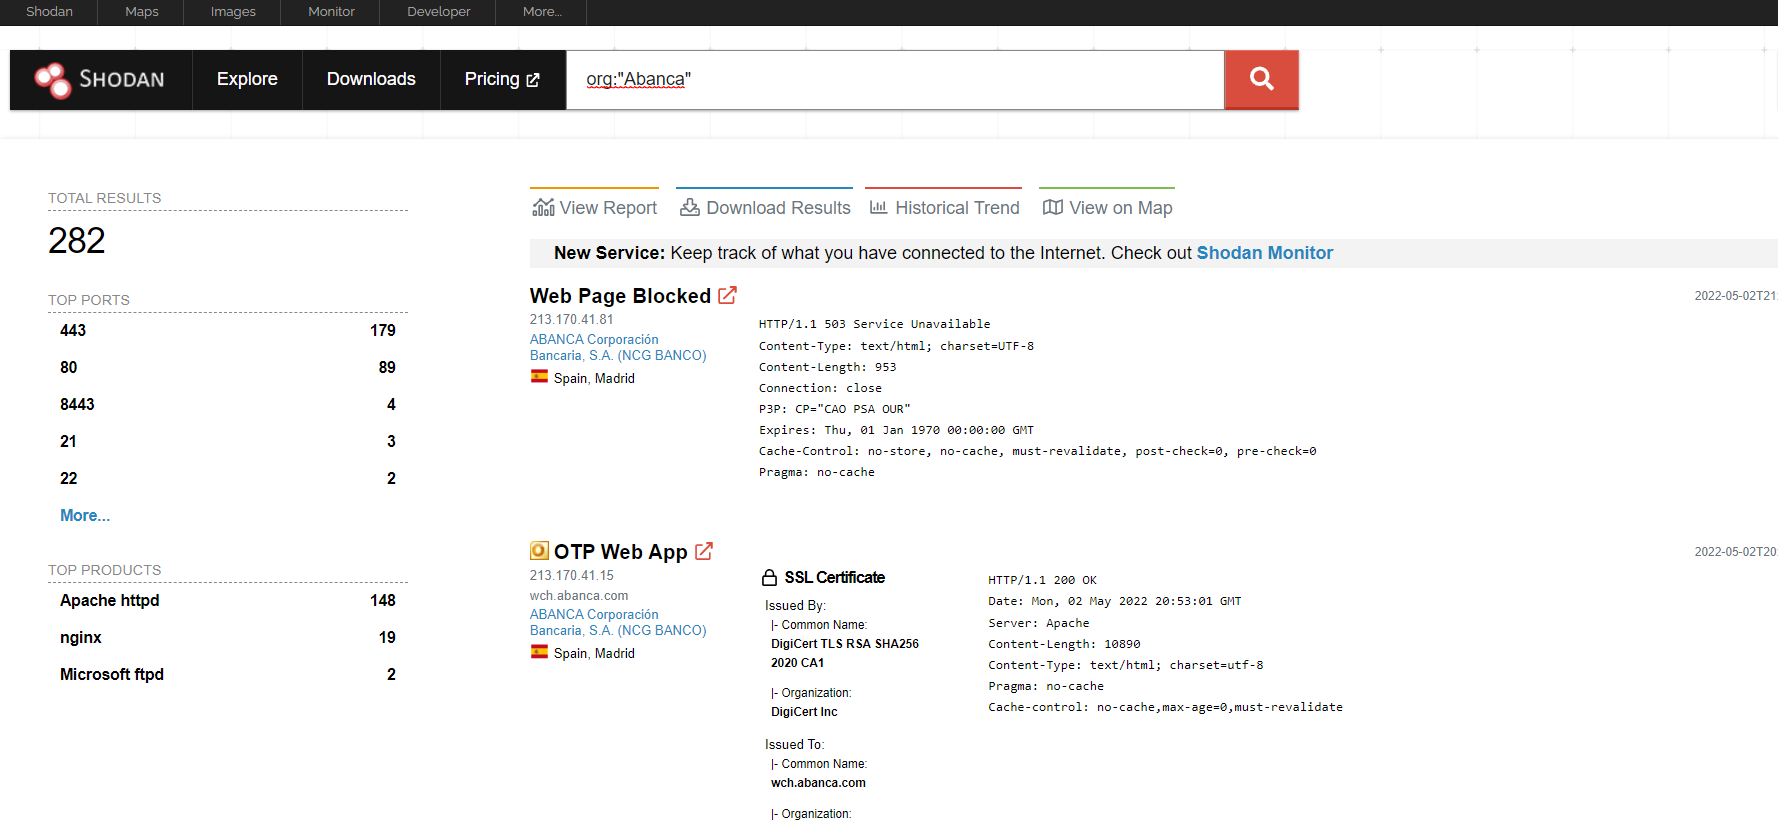 Shodan
Maps
Images
Monitor
Developer
More...
SHODAN
Explore
Downloads
Pricing
org:"Abanca"
TOTAL RESULTS
282
TOP PORTS
443 179
80 89
8443 4
21 3
22 2
More...
TOP PRODUCTS
Apache httpd 148
nginx 19
Microsoft ftpd 2
View Report
Download Results
Historical Trend
View on Map
New Service: Keep track of what you have connected to the Internet. Check out Shodan Monitor
Web Page Blocked
2022-05-02T21
213.170.41.81
ABANCA Corporación
Bancaria, S.A. (NCG BANCO)
Spain, Madrid
HTTP/1.1 503 Service Unavailable
Content-Type: text/html; charset=UTF-8
Content-Length: 953
Connection: close
P3P: CP="CAO PSA OUR"
Expires: Thu, 01 Jan 1970 00:00:00 GMT
Cache-Control: no-store, no-cache, must-revalidate, post-check=0, pre-check=0
Pragma: no-cache
OTP Web App
2022-05-02T20
213.170.41.15
wch.abanca.com
ABANCA Corporación
Bancaria, S.A. (NCG BANCO)
Spain, Madrid
SSL Certificate
Issued By:
|- Common Name:
DigiCert TLS RSA SHA256
2020 CA1
|- Organization:
DigiCert Inc
Issued To:
|- Common Name:
wch.abanca.com
|- Organization:
HTTP/1.1 200 OK
Date: Mon, 02 May 2022 20:53:01 GMT
Server: Apache
Content-Length: 10890
Content-Type: text/html; charset=utf-8
Pragma: no-cache
Cache-control: no-cache,max-age=0,must-revalidate